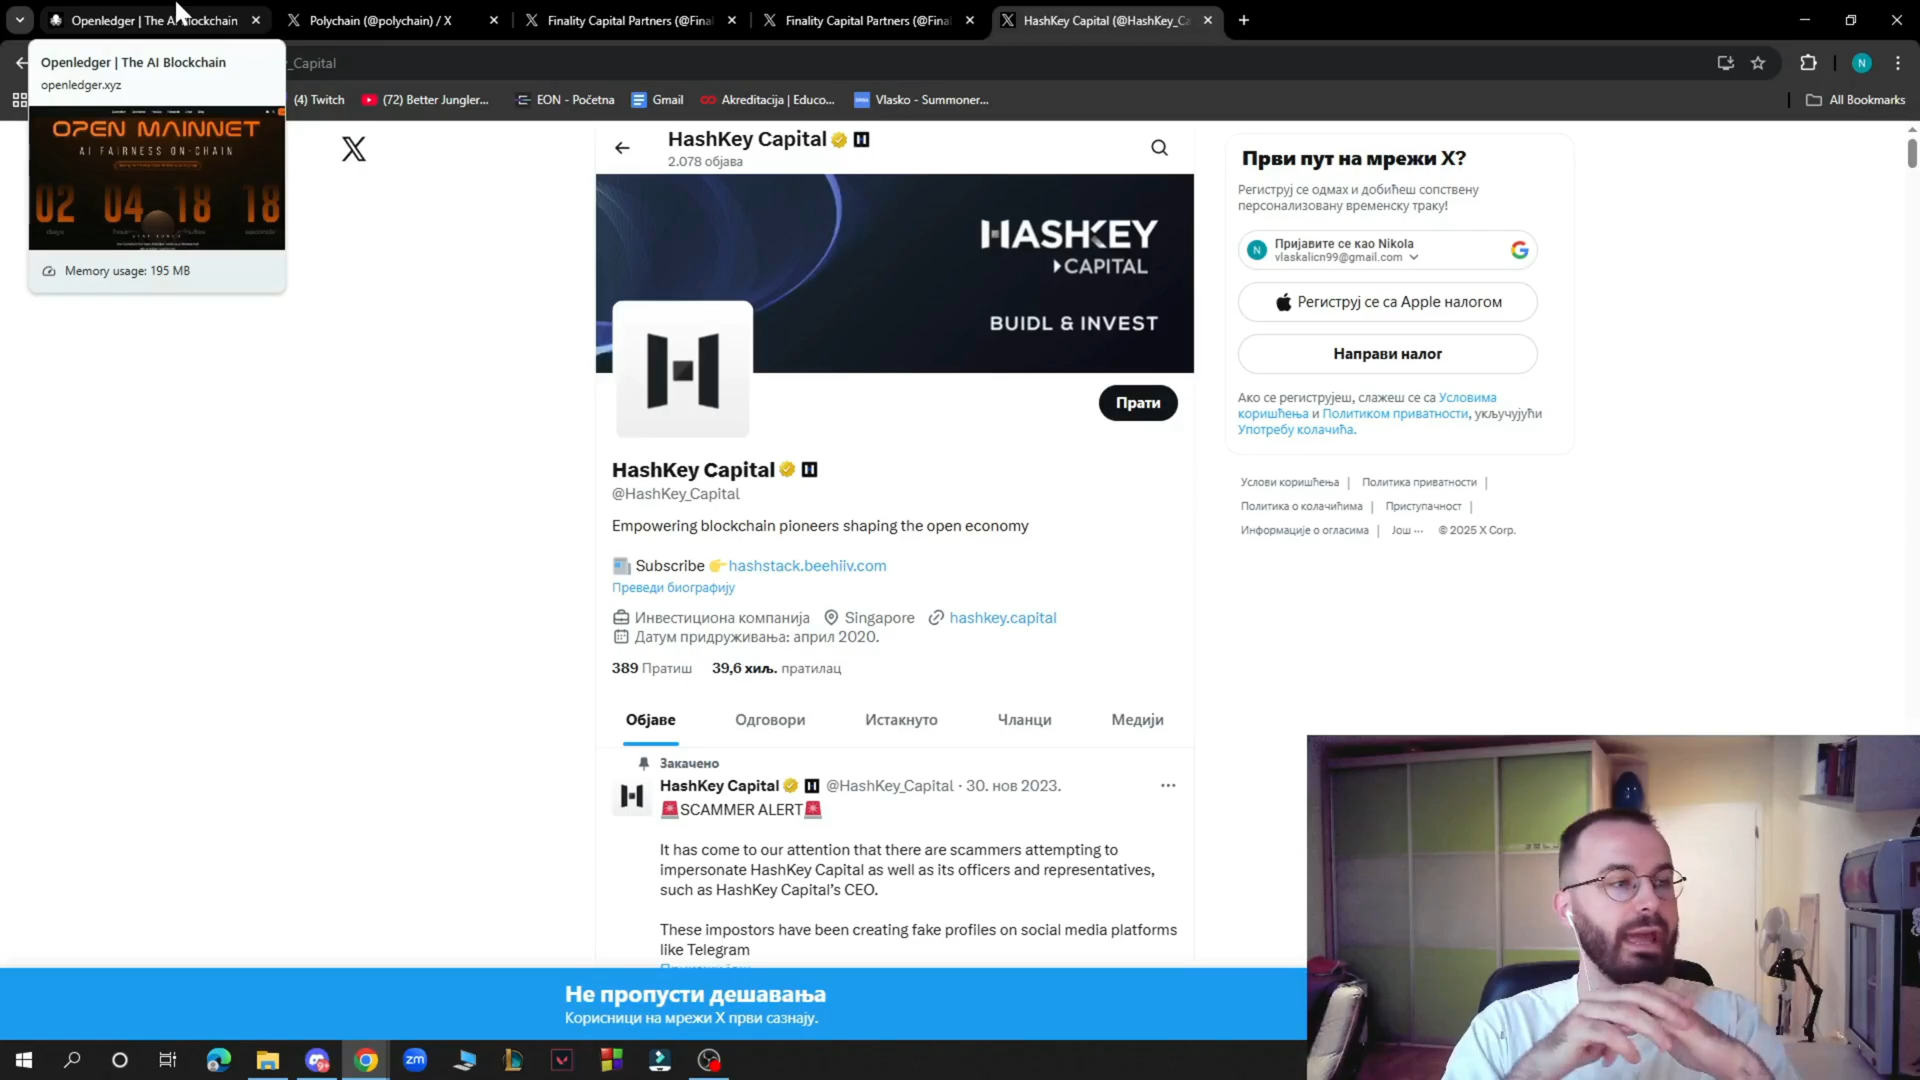 Openledger | The AI Blockchain
Polychain (@polychain) / X
Finality Capital Partners (@Final
Finality Capital Partners (@Final
HashKey Capital (@HashKey_Ca
_Capital
N
Openledger | The AI Blockchain
openledger.xyz
OPEN MAINNET
AI FAIRNESS ON-CHAIN
02 04 18 18
days
Memory usage: 195 MB
(4) Twitch
(72) Better Jungler...
EON - Početna
Gmail
Akreditacija | Educo...
Vlasko - Summoner...
All Bookmarks
HashKey Capital
2.078 објава
HASHKEY
CAPITAL
BUIDL & INVEST
Прати
HashKey Capital
@HashKey_Capital
Empowering blockchain pioneers shaping the open economy
Subscribe hashstack.beehiiv.com
Преведи биографију
Инвестициона компанија Singapore hashkey.capital
Датум придруживања: април 2020.
389 Пратиш 39,6 хиљ. пратилац
Објаве Одговори Истакнуто Чланци Медији
Закачено
HashKey Capital @HashKey_Capital · 30. нов 2023.
SCAMMER ALERT
It has come to our attention that there are scammers attempting to
impersonate HashKey Capital as well as its officers and representatives,
such as HashKey Capital's CEO.
These impostors have been creating fake profiles on social media platforms
like Telegram
Први пут на мрежи X?
Региструј се одмах и добићеш сопствену
персонализовану временску траку!
N
Пријавите се као Nikola
vlaskalicn99@gmail.com
Региструј се са Apple налогом
Направи налог
Ако се региструјеш, слажеш се са Условима
коришћења и Политиком приватности, укључујући
Употребу колачића.
Услови коришћења | Политика приватности |
Политика о колачићима | Приступачност |
Информације о огласима | Још ··· © 2025 X Corp.
Не пропусти дешавања
Корисници на мрежи X први сазнају.
zm